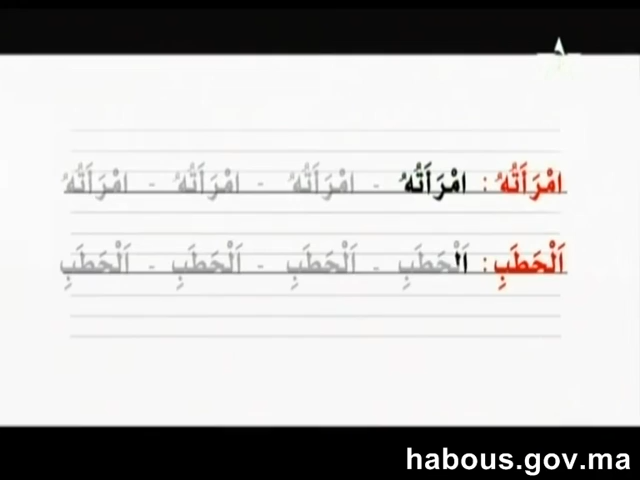 امْرَأَتُهُ : امْرَأَتُهُ - امْرَأَتُهُ - امْرَأَتُهُ - امْرَأَتُهُ
اَلْحَطَبِ : اَلْحَطَبِ - اَلْحَطَبِ - اَلْحَطَبِ - اَلْحَطَبِ
habous.gov.ma